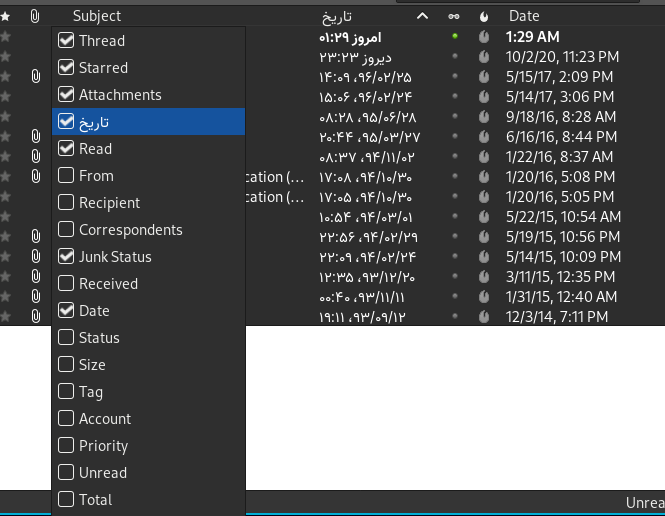 Subject تاریخ Date
Thread امروز ۰۱:۲۹ 1:29 AM
Starred دیروز ۲۳:۲۳ 10/2/20, 11:23 PM
Attachments ۹۶/۰۲/۲۵، ۱۴:۰۹ 5/15/17, 2:09 PM
۹۶/۰۲/۲۴، ۱۵:۰۶ 5/14/17, 3:06 PM
تاریخ ۹۵/۰۶/۲۸، ۰۸:۲۸ 9/18/16, 8:28 AM
Read ۹۵/۰۳/۲۷، ۲۰:۴۴ 6/16/16, 8:44 PM
۹۴/۱۱/۰۲، ۰۸:۳۷ 1/22/16, 8:37 AM
From cation (... ۹۴/۱۰/۳۰، ۱۷:۰۸ 1/20/16, 5:08 PM
Recipient cation (... ۹۴/۱۰/۳۰، ۱۷:۰۵ 1/20/16, 5:05 PM
۹۴/۰۳/۰۱، ۱۰:۵۴ 5/22/15, 10:54 AM
Correspondents ۹۴/۰۲/۲۹، ۲۲:۵۶ 5/19/15, 10:56 PM
Junk Status ۹۴/۰۲/۲۴، ۲۲:۰۹ 5/14/15, 10:09 PM
Received ۹۳/۱۲/۲۰، ۱۲:۳۵ 3/11/15, 12:35 PM
۹۳/۱۱/۱۱، ۰۰:۴۰ 1/31/15, 12:40 AM
Date ۹۳/۰۹/۱۲، ۱۹:۱۱ 12/3/14, 7:11 PM
Status
Size
Tag
Account
Priority
Unread
Total Unrea